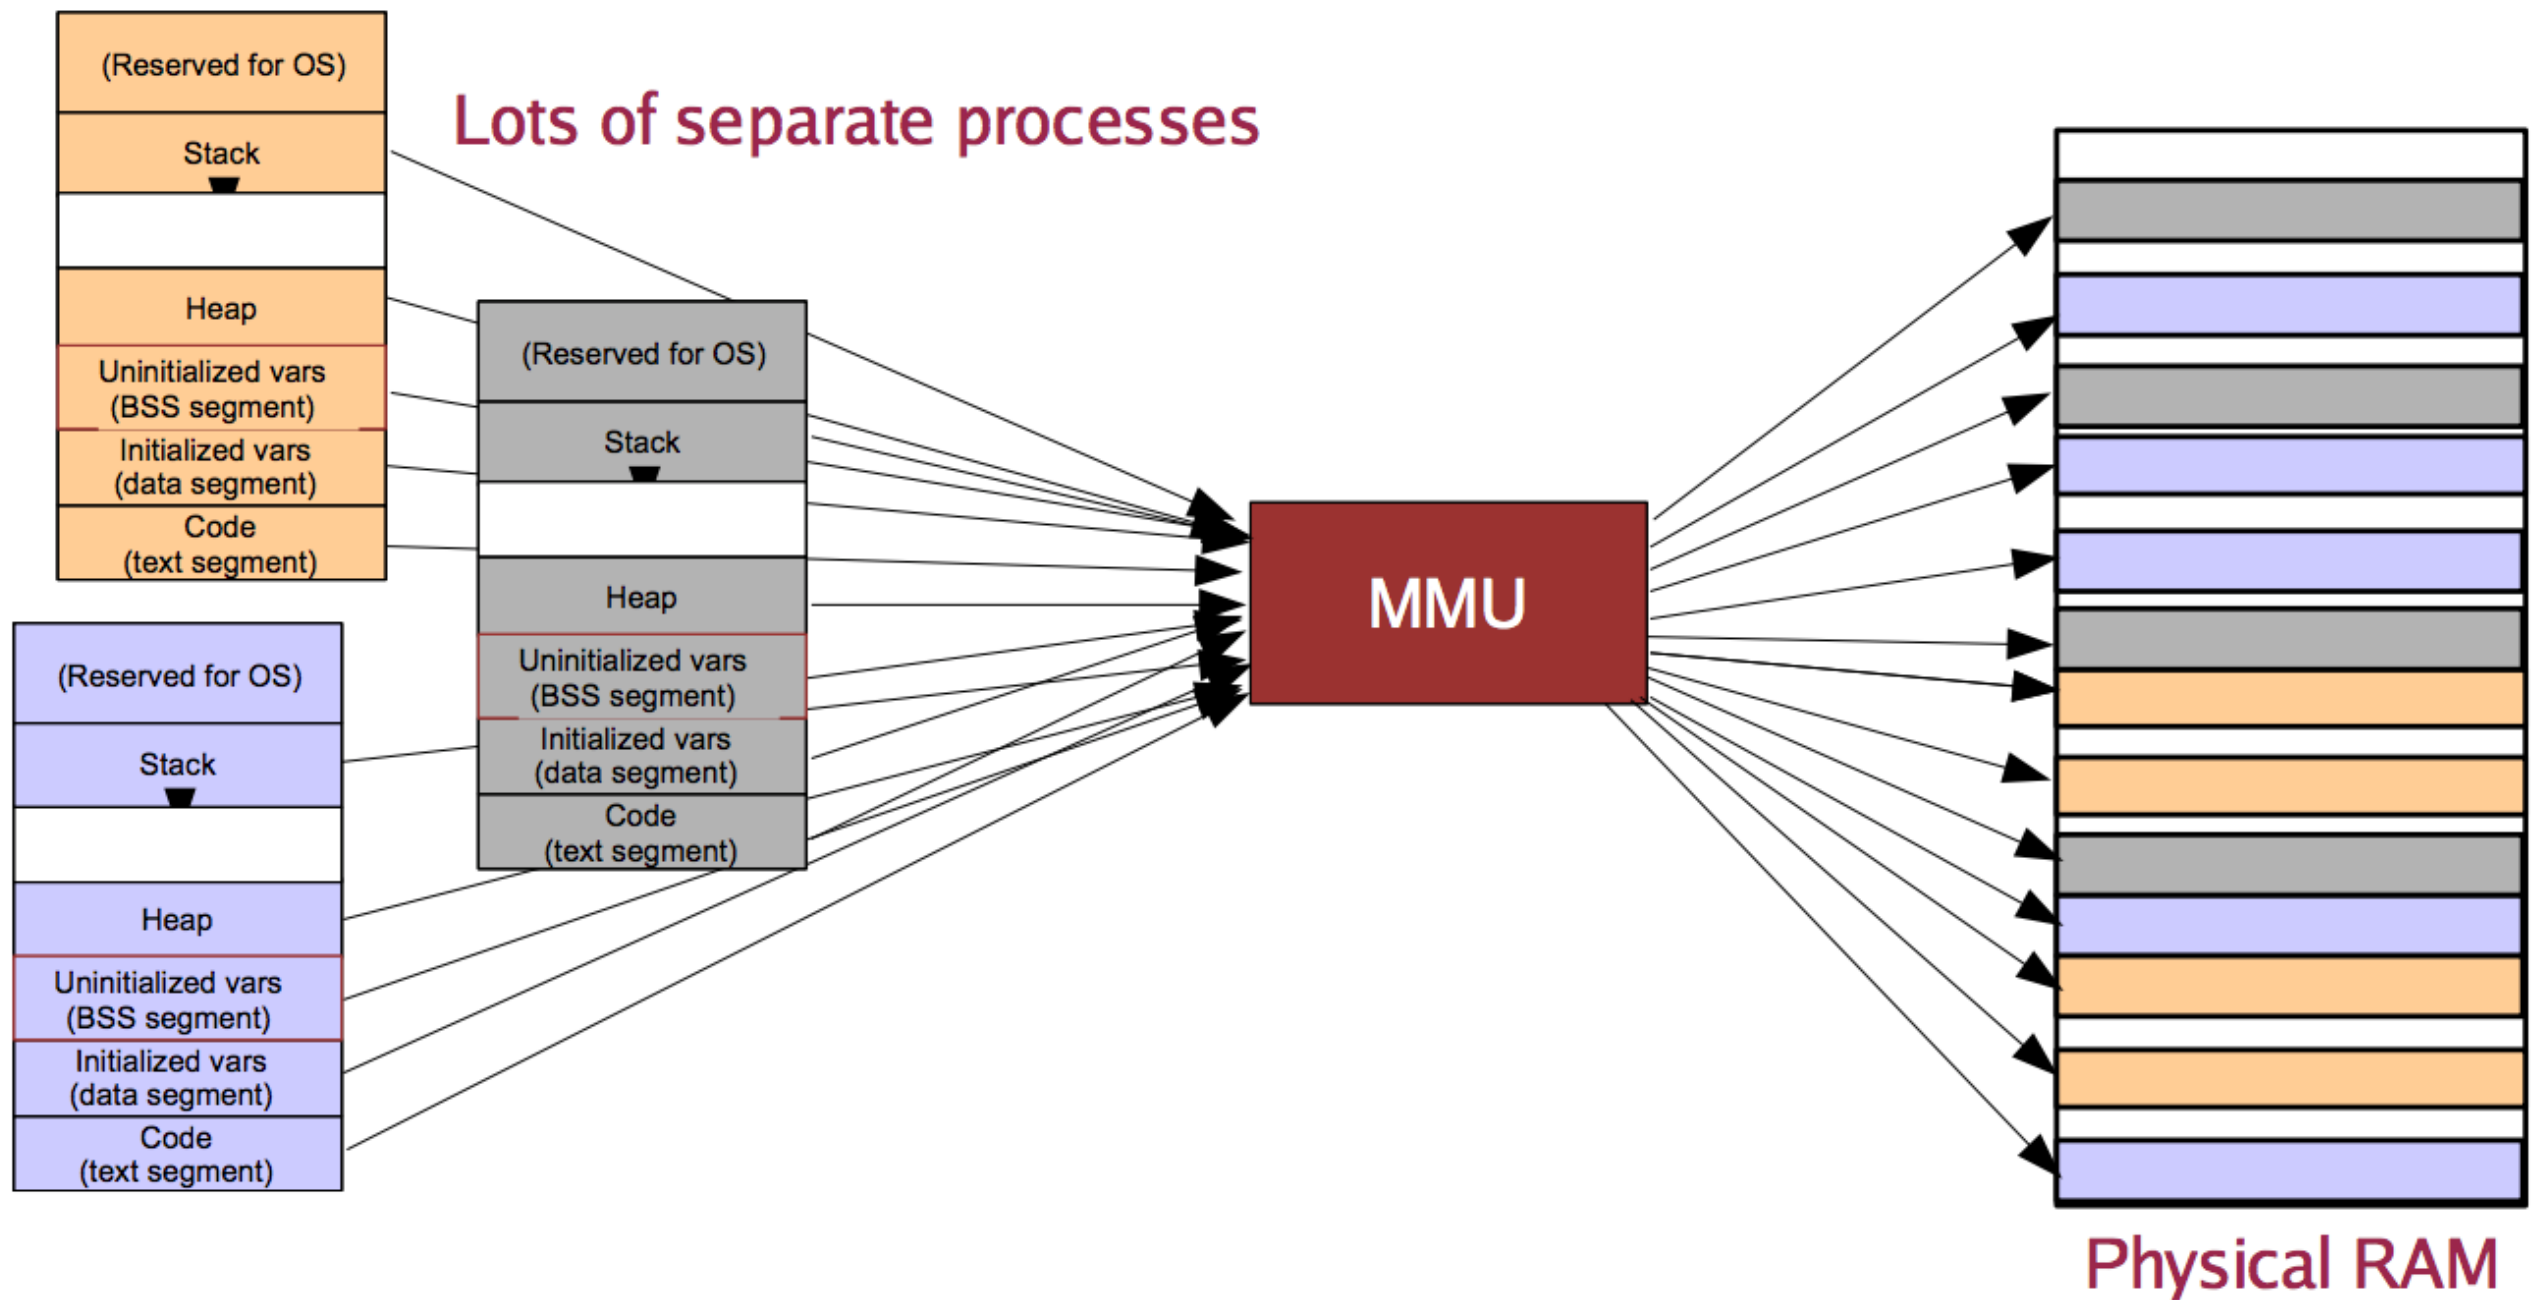 Lots of separate processes
(Reserved for OS)
Stack
Heap
Uninitialized vars
(BSS segment)
Initialized vars
(data segment)
Code
(text segment)
(Reserved for OS)
Stack
Heap
Uninitialized vars
(BSS segment)
Initialized vars
(data segment)
Code
(text segment)
(Reserved for OS)
Stack
Heap
Uninitialized vars
(BSS segment)
Initialized vars
(data segment)
Code
(text segment)
MMU
Physical RAM